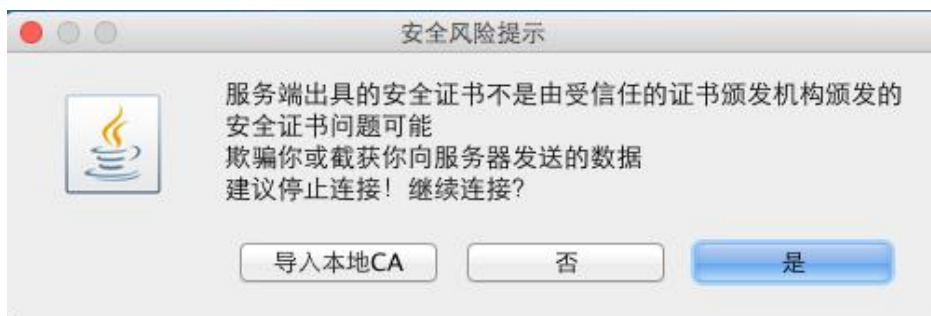 安全风险提示
服务端出具的安全证书不是由受信任的证书颁发机构颁发的
安全证书问题可能
欺骗你或截获你向服务器发送的数据
建议停止连接！继续连接?
导入本地CA 否 是